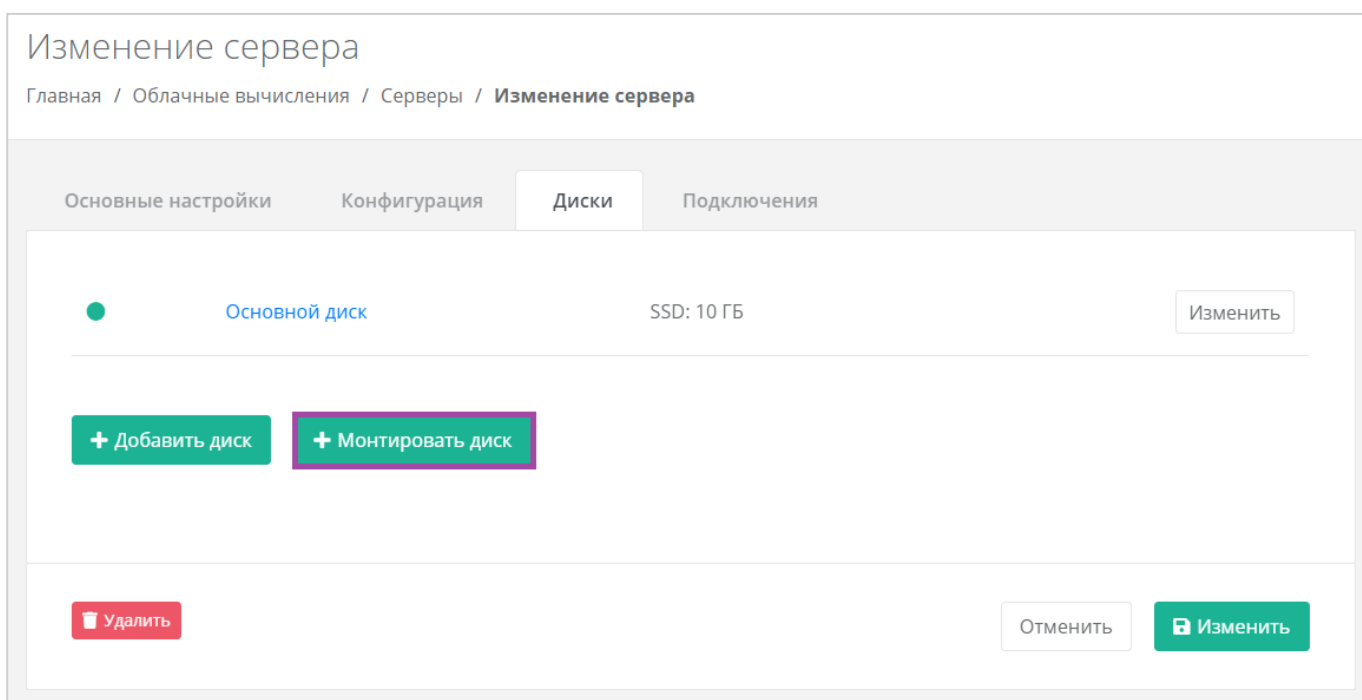 Изменение сервера
Главная / Облачные вычисления / Серверы / Изменение сервера
Основные настройки Конфигурация Диски Подключения
Основной диск SSD: 10 ГБ Изменить
Добавить диск Монтировать диск
Удалить Отменить Изменить